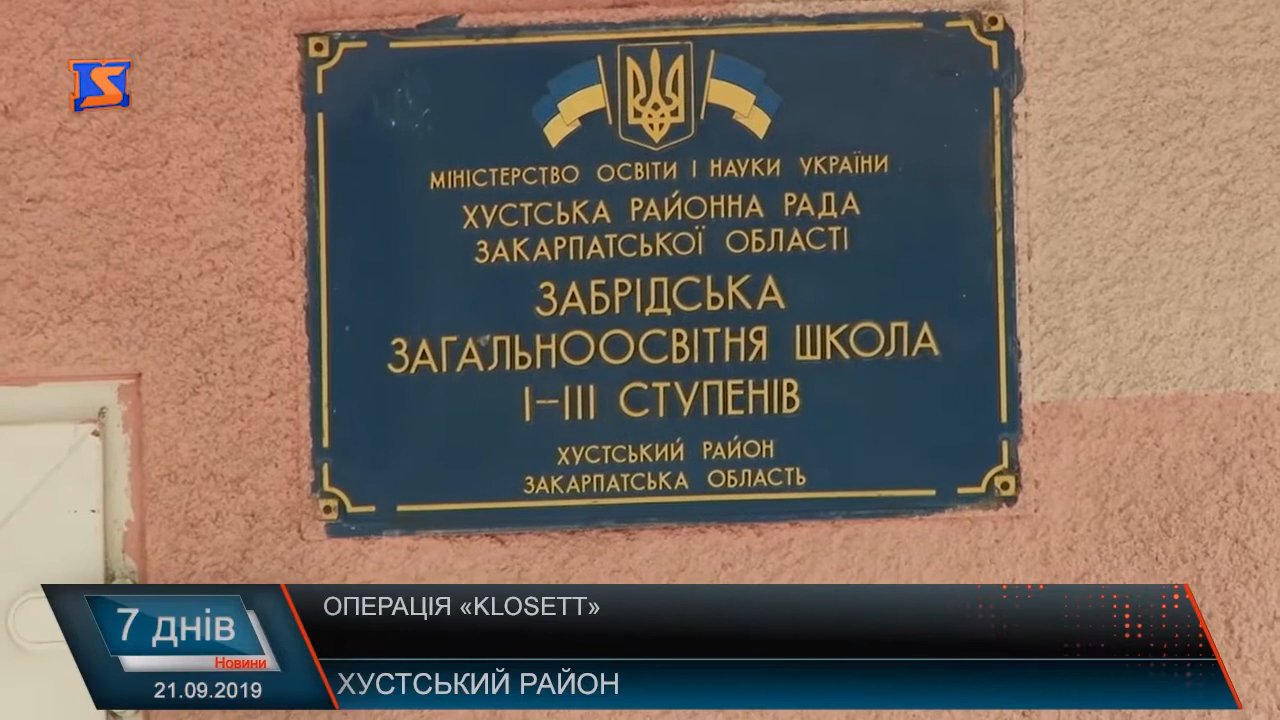 МІНІСТЕРСТВО ОСВІТИ І НАУКИ УКРАЇНИ
ХУСТСЬКА РАЙОННА РАДА
ЗАКАРПАТСЬКОЇ ОБЛАСТІ
ЗАБРІДСЬКА
ЗАГАЛЬНООСВІТНЯ ШКОЛА
І–ІІІ СТУПЕНІВ
ХУСТСЬКИЙ РАЙОН
ЗАКАРПАТСЬКА ОБЛАСТЬ
ОПЕРАЦІЯ «KLOSETT»
7 днів
Новини
21.09.2019
ХУСТСЬКИЙ РАЙОН